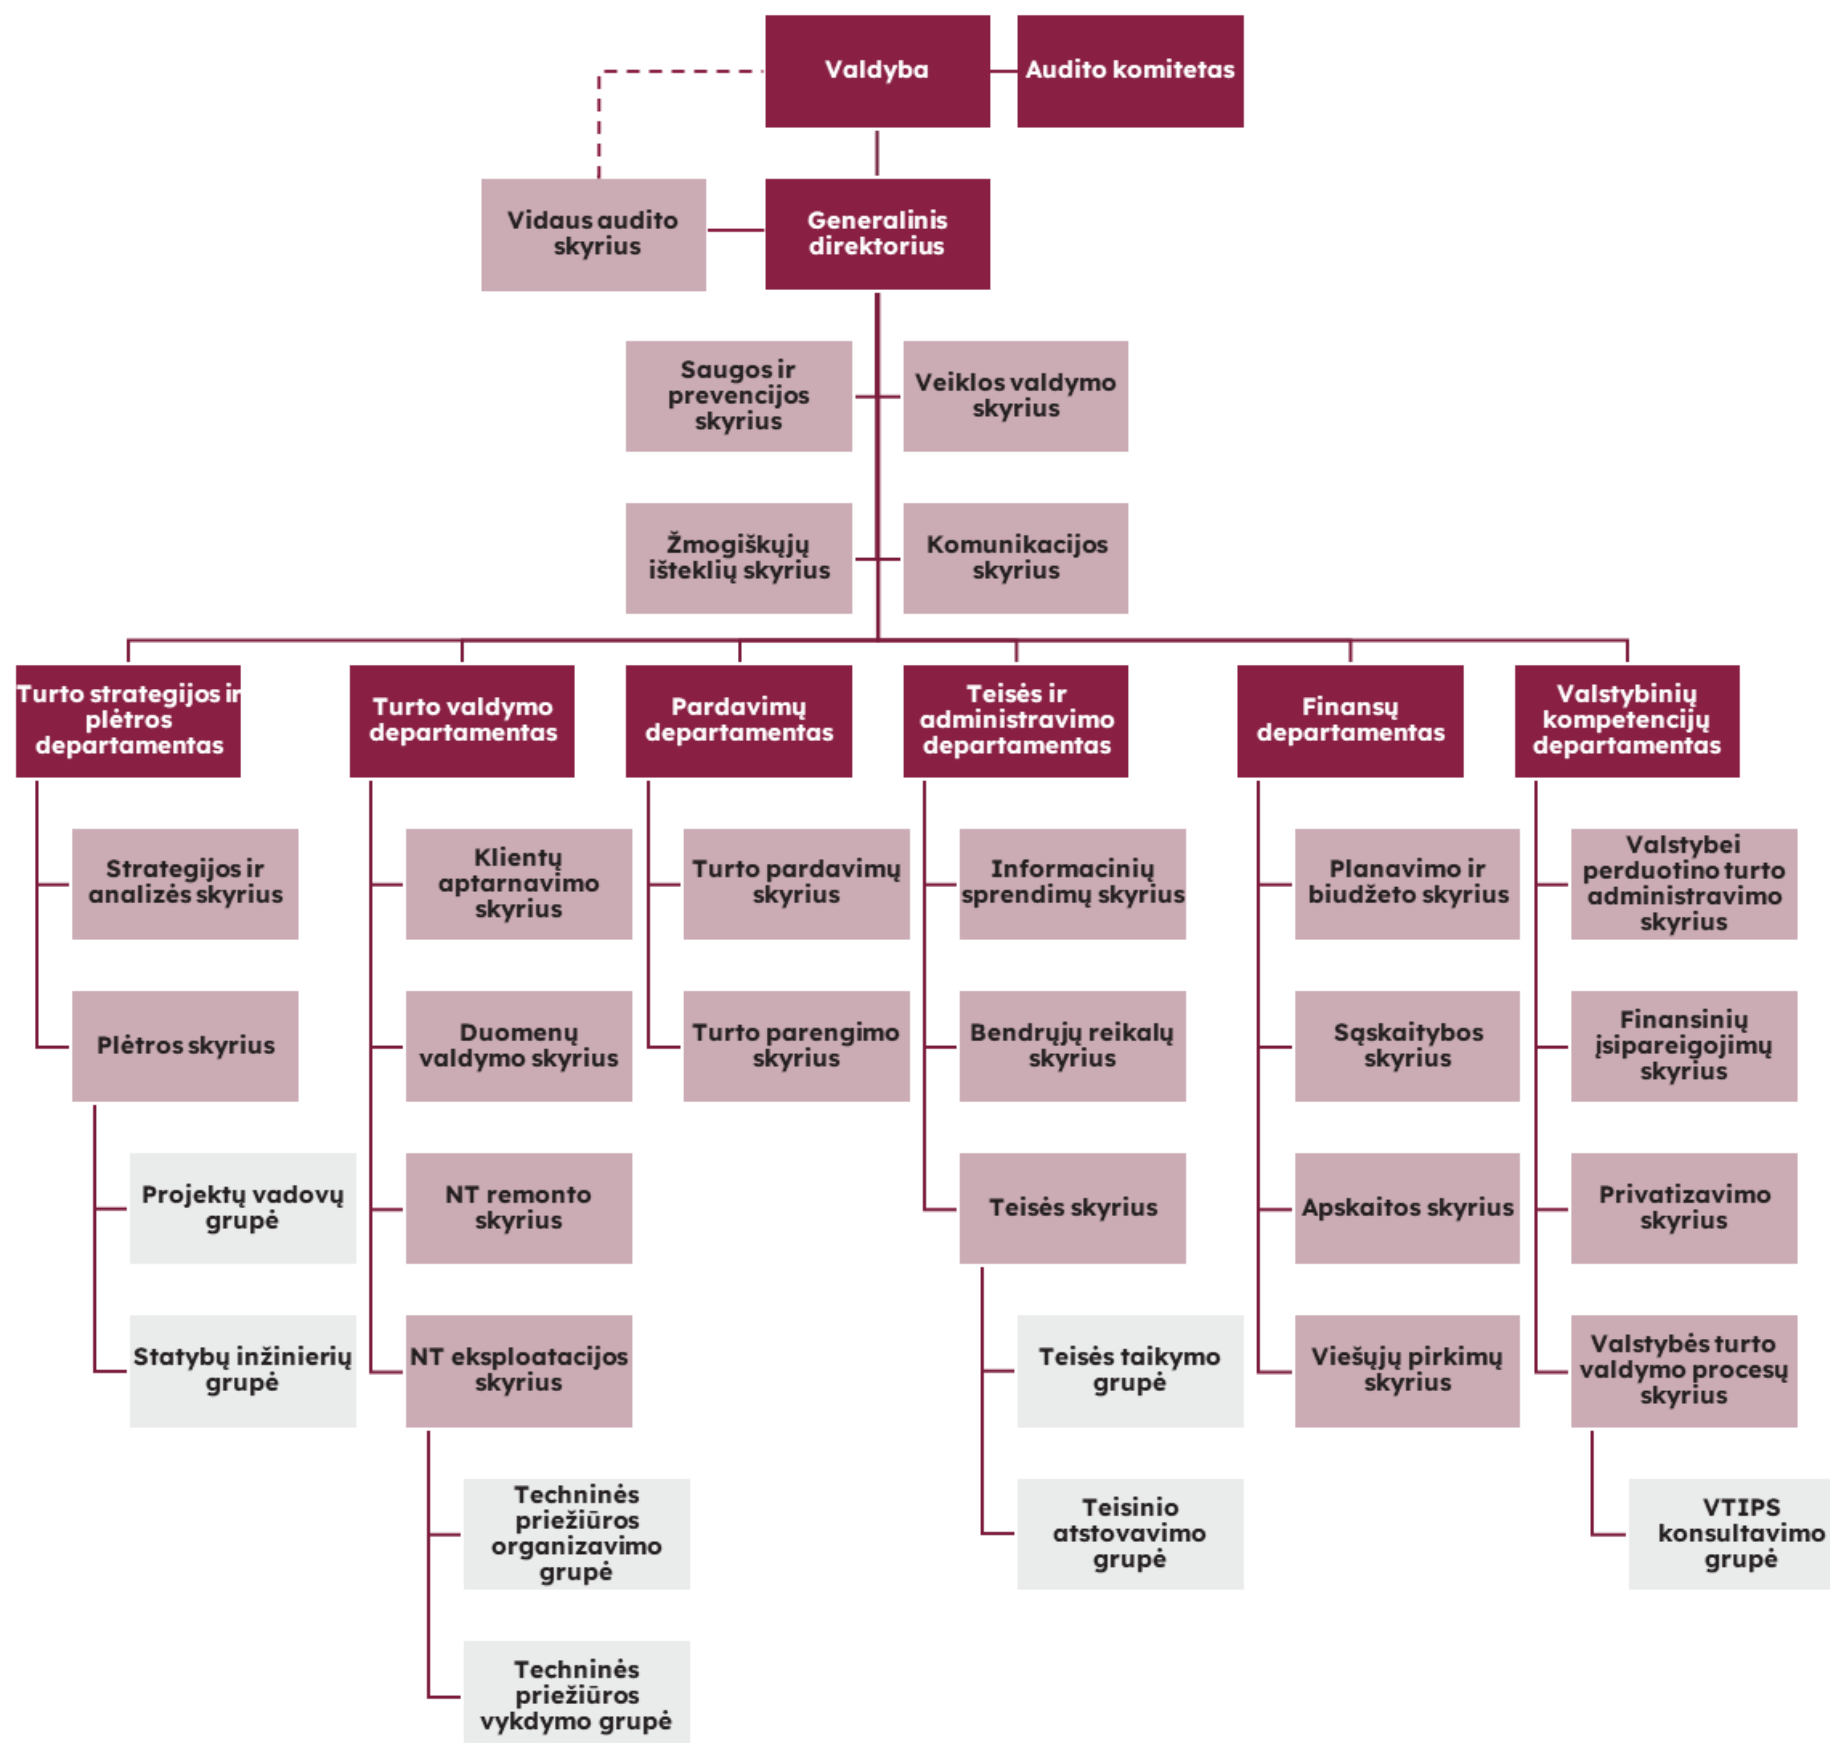 Valdyba
Audito komitetas
Vidaus audito
skyrius
Generalinis
direktorius
Saugos ir
prevencijos
skyrius
Veiklos valdymo
skyrius
Žmogiškųjų
išteklių skyrius
Komunikacijos
skyrius
Turto strategijos ir
plėtros
departamentas
Turto valdymo
departamentas
Pardavimų
departamentas
Teisės ir
administravimo
departamentas
Finansų
departamentas
Valstybinių
kompetencijų
departamentas
Strategijos ir
analizės skyrius
Klientų
aptarnavimo
skyrius
Turto pardavimų
skyrius
Informacinių
sprendimų skyrius
Planavimo ir
biudžeto skyrius
Valstybei
perduotino turto
administravimo
skyrius
Plėtros skyrius
Duomenų
valdymo skyrius
Turto parengimo
skyrius
Bendrųjų reikalų
skyrius
Sąskaitybos
skyrius
Finansinių
įsipareigojimų
skyrius
Projektų vadovų
grupė
NT remonto
skyrius
Teisės skyrius
Apskaitos skyrius
Privatizavimo
skyrius
Statybų inžinierių
grupė
NT eksploatacijos
skyrius
Teisės taikymo
grupė
Viešųjų pirkimų
skyrius
Valstybės turto
valdymo procesų
skyrius
Techninės
priežiūros
organizavimo
grupė
Teisinio
atstovavimo
grupė
VTIPS
konsultavimo
grupė
Techninės
priežiūros
vykdymo grupė